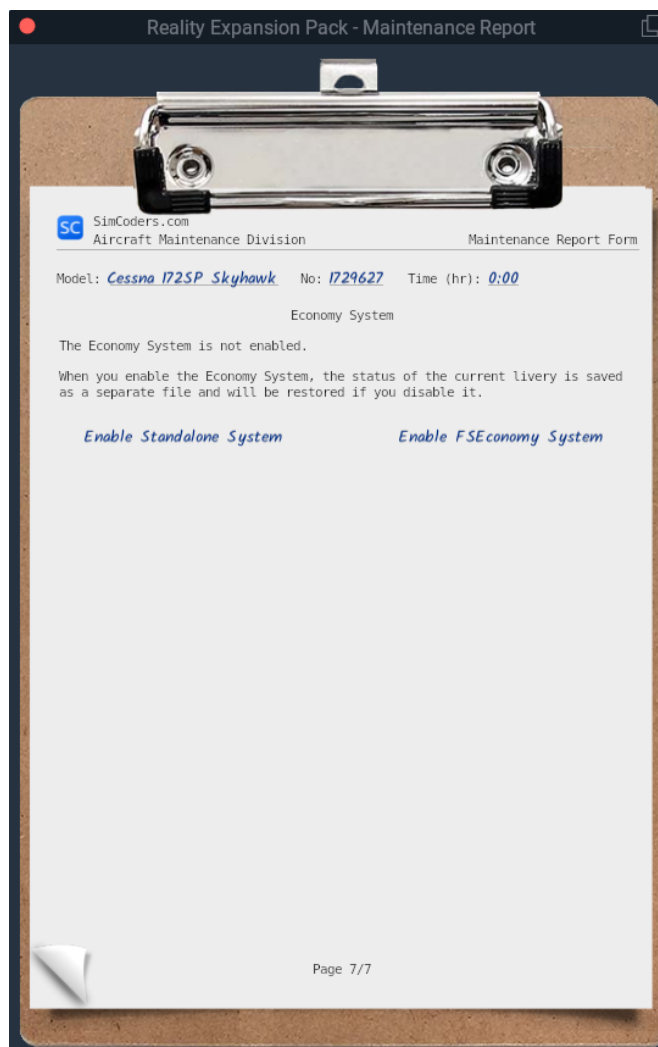 Reality Expansion Pack - Maintenance Report
SC
SimCoders.com
Aircraft Maintenance Division
Maintenance Report Form
Model: Cessna 172SP Skyhawk No: 1729627 Time (hr): 0:00
Economy System
The Economy System is not enabled.
When you enable the Economy System, the status of the current livery is saved
as a separate file and will be restored if you disable it.
Enable Standalone System Enable FSEconomy System
Page 7/7